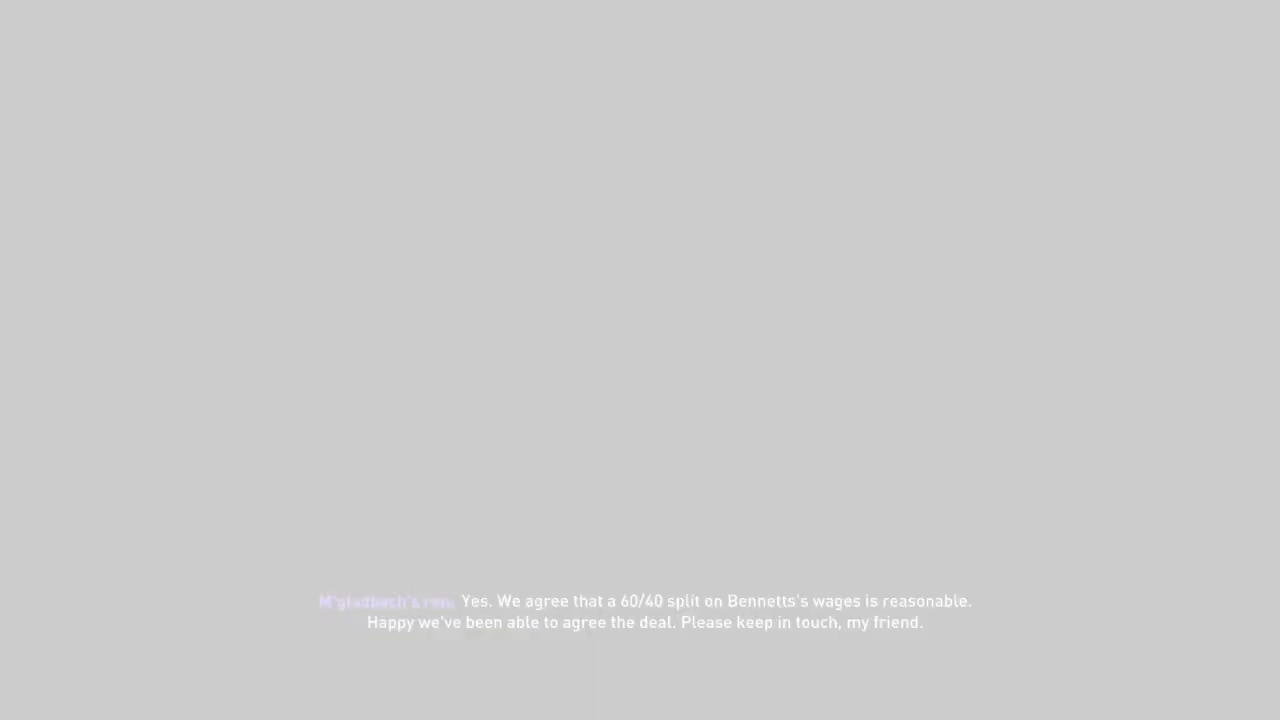 M'gladbach's rep: Yes. We agree that a 60/40 split on Bennetts's wages is reasonable.
Happy we've been able to agree the deal. Please keep in touch, my friend.